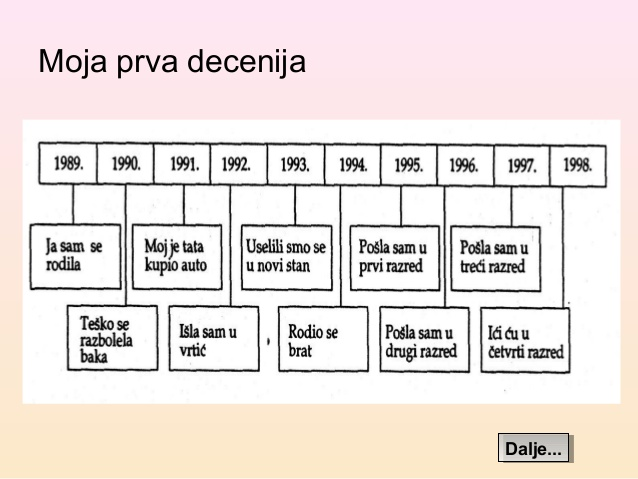 Moja prva decenija
1989. 1990. 1991. 1992. 1993. 1994. 1995. 1996. 1997. 1998.
Ja sam se
rodila
Moj je tata
kupio auto
Uselili smo se
u novi stan
Pošla sam u
prvi razred
Pošla sam u
treći razred
Teško se
razbolela
baka
Išla sam u
vrtić
Rodio se
brat
Pošla sam u
drugi razred
Ići ću u
četvrti razred
Dalje...